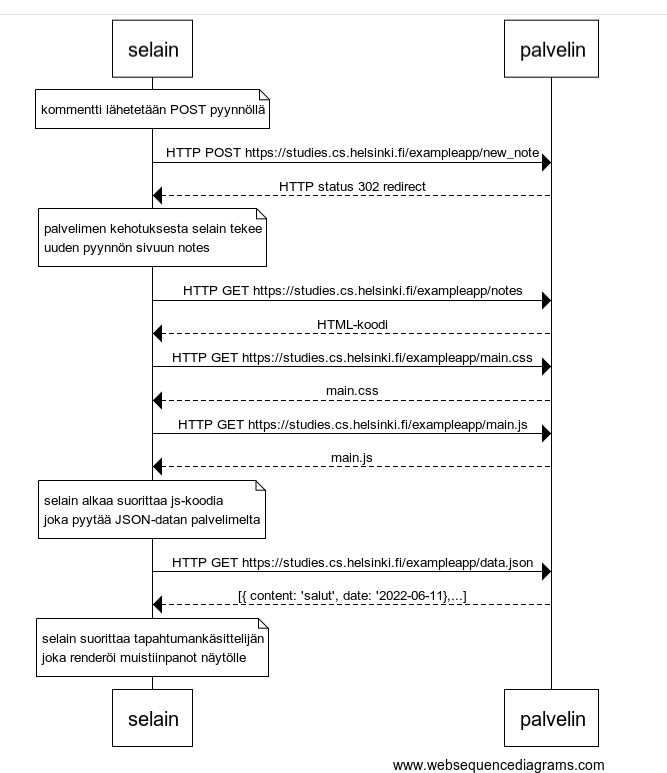 selain palvelin
kommentti lähetetään POST pyynnöllä
HTTP POST https://studies.cs.helsinki.fi/exampleapp/new_note
HTTP status 302 redirect
palvelimen kehotuksesta selain tekee
uuden pyynnön sivuun notes
HTTP GET https://studies.cs.helsinki.fi/exampleapp/notes
HTML-koodi
HTTP GET https://studies.cs.helsinki.fi/exampleapp/main.css
main.css
HTTP GET https://studies.cs.helsinki.fi/exampleapp/main.js
main.js
selain alkaa suorittaa js-koodia
joka pyytää JSON-datan palvelimelta
HTTP GET https://studies.cs.helsinki.fi/exampleapp/data.json
[{ content: 'salut', date: '2022-06-11},...]
selain suorittaa tapahtumankäsittelijän
joka renderöi muistiinpanot näytölle
selain palvelin
www.websequencediagrams.com